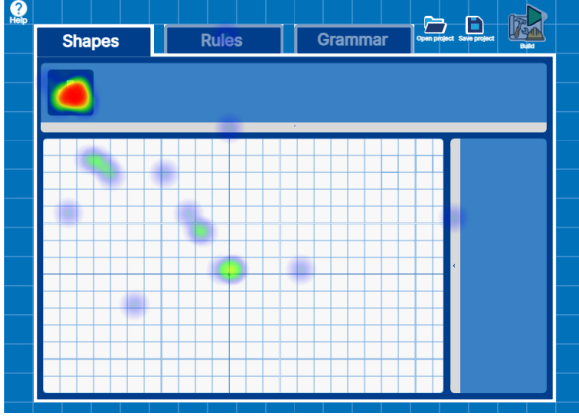 Help
Shapes
Rules
Grammar
Open project
Save project
Build